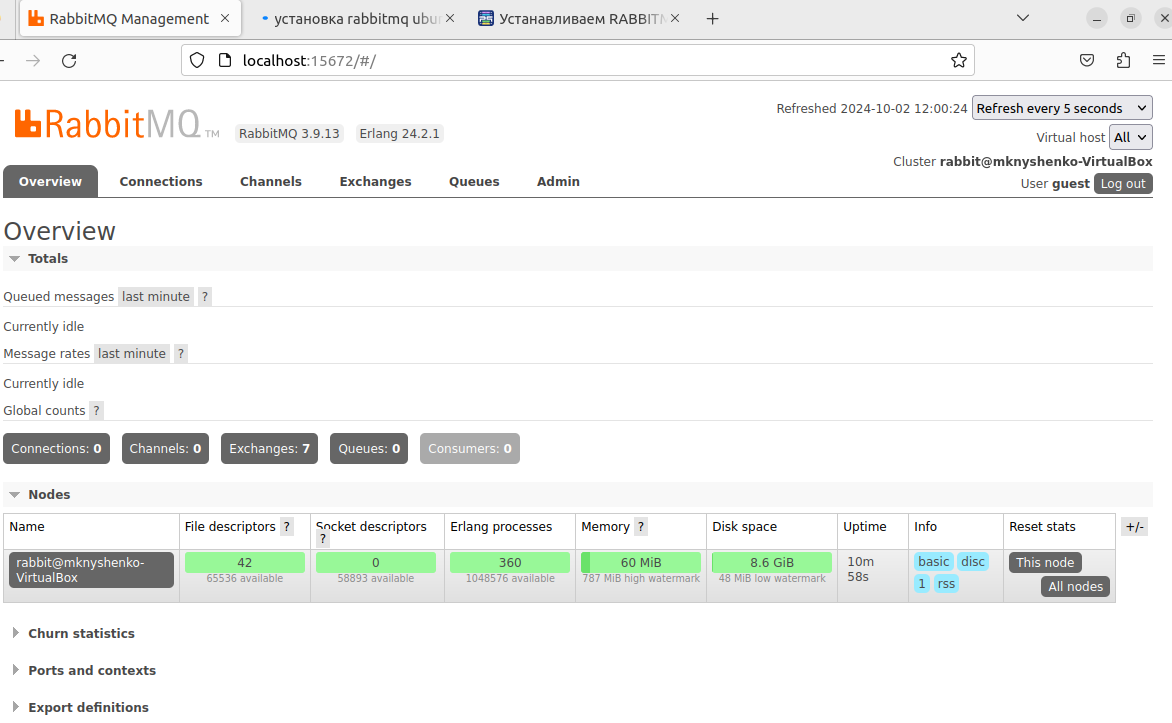 RabbitMQ Management
установка rabbitmq ubu
Устанавливаем RABBITM
localhost:15672/#/
RabbitMQ TM
RabbitMQ 3.9.13
Erlang 24.2.1
Refreshed 2024-10-02 12:00:24 Refresh every 5 seconds
Virtual host All
Cluster rabbit@mknyshenko-VirtualBox
User guest Log out
Overview Connections Channels Exchanges Queues Admin
Overview
Totals
Queued messages last minute ?
Currently idle
Message rates last minute ?
Currently idle
Global counts ?
Connections: 0 Channels: 0 Exchanges: 7 Queues: 0 Consumers: 0
Nodes
Name File descriptors ? Socket descriptors ? Erlang processes Memory ? Disk space Uptime Info Reset stats +/-
rabbit@mknyshenko-VirtualBox 42 0 360 60 MiB 8.6 GiB 10m 58s basic disc 1 rss This node All nodes
65536 available 58893 available 1048576 available 787 MiB high watermark 48 MiB low watermark
Churn statistics
Ports and contexts
Export definitions